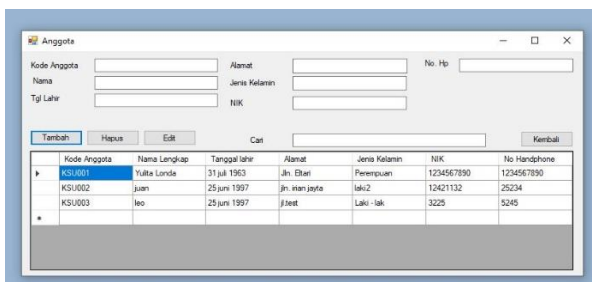 Anggota
Kode Anggota Alamat No. Hp
Nama Jenis Kelamin
Tgl Lahir NIK
Tambah Hapus Edit Cari Kembali
Kode Anggota Nama Lengkap Tanggal lahir Alamat Jenis Kelamin NIK No Handphone
KSU001 Yulita Londa 31 juli 1963 Jln. Eltari Perempuan 1234567890 1234567890
KSU002 juan 25 juni 1997 jln. irian jayta laki2 12421132 25234
KSU003 leo 25 juni 1997 jl.test Laki - lak 3225 5245